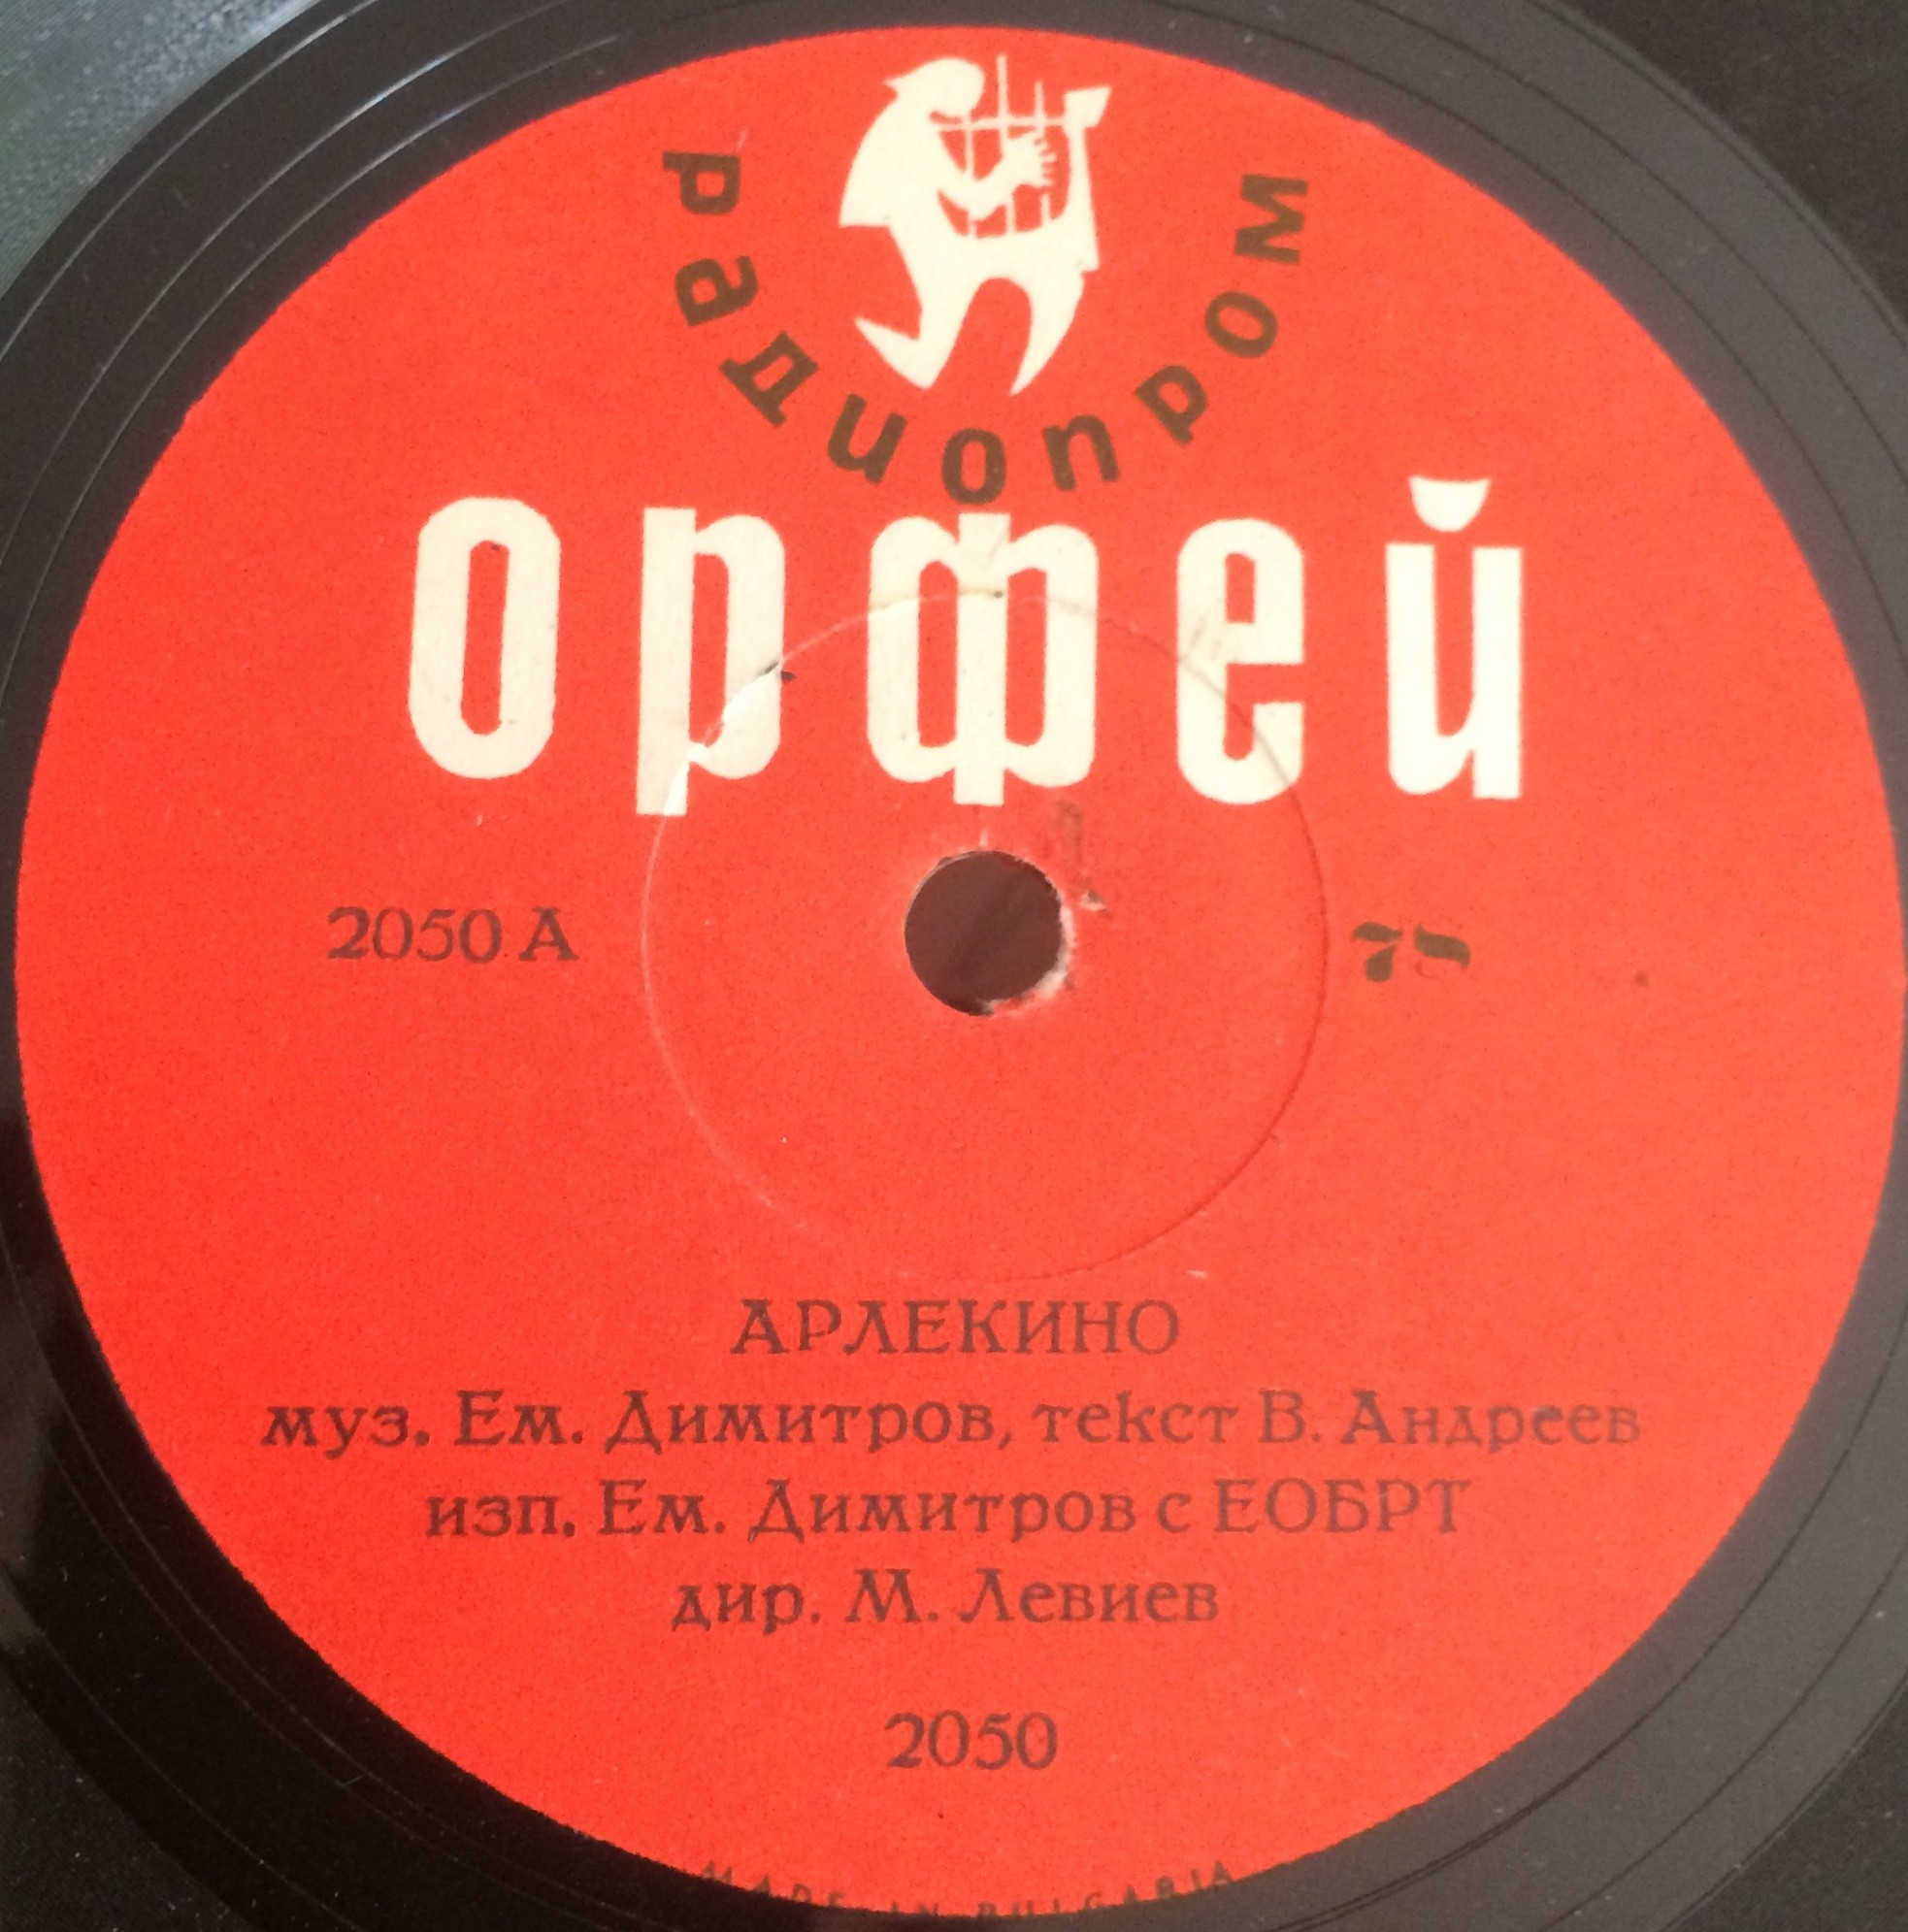 радиопром
орфей
2050 А
78
АРЛЕКИНО
муз. Ем. Димитров, текст В. Андреев
изп. Ем. Димитров с ЕОБРТ
дир. М. Левиев
2050
MADE IN BULGARIA